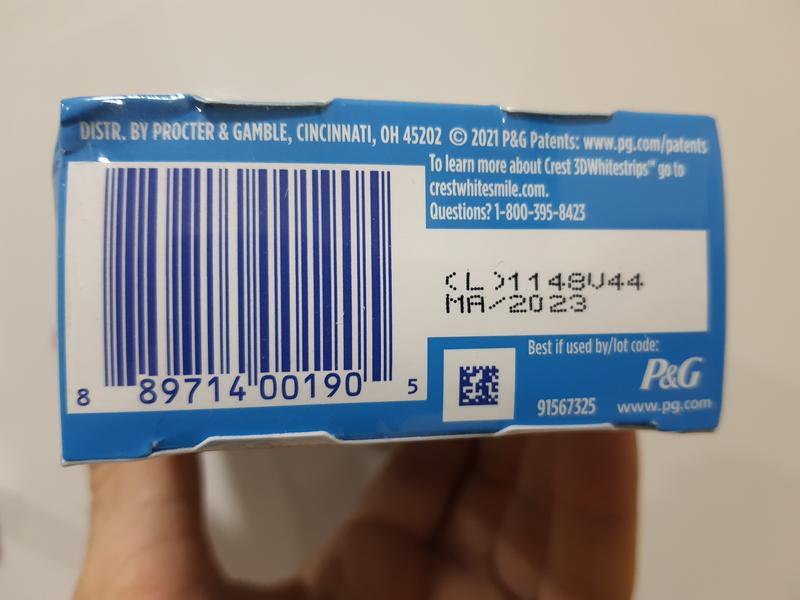 DISTR. BY PROCTER & GAMBLE, CINCINNATI, OH 45202 © 2021 P&G Patents: www.pg.com/patents
To learn more about Crest 3DWhitestrips™ go to
crestwhitesmile.com.
Questions? 1-800-395-8423
(L)1148V44
MA/2023
Best if used by/lot code:
P&G
91567325 www.pg.com
8 89714 00190 5